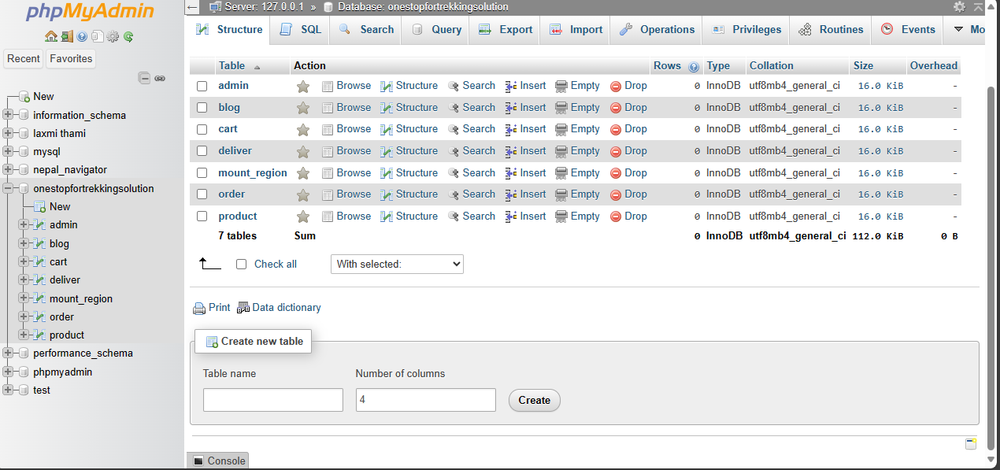 phpMyAdmin
Recent Favorites
New
information_schema
laxmi thami
mysql
nepal_navigator
onestopfortrekkingsolution
New
admin
blog
cart
deliver
mount_region
order
product
performance_schema
phpmyadmin
test
Server: 127.0.0.1 » Database: onestopfortrekkingsolution
Structure SQL Search Query Export Import Operations Privileges Routines Events Mo
Table Action Rows Type Collation Size Overhead
admin Browse Structure Search Insert Empty Drop 0 InnoDB utf8mb4_general_ci 16.0 KiB -
blog Browse Structure Search Insert Empty Drop 0 InnoDB utf8mb4_general_ci 16.0 KiB -
cart Browse Structure Search Insert Empty Drop 0 InnoDB utf8mb4_general_ci 16.0 KiB -
deliver Browse Structure Search Insert Empty Drop 0 InnoDB utf8mb4_general_ci 16.0 KiB -
mount_region Browse Structure Search Insert Empty Drop 0 InnoDB utf8mb4_general_ci 16.0 KiB -
order Browse Structure Search Insert Empty Drop 0 InnoDB utf8mb4_general_ci 16.0 KiB -
product Browse Structure Search Insert Empty Drop 0 InnoDB utf8mb4_general_ci 16.0 KiB -
7 tables Sum 0 InnoDB utf8mb4_general_ci 112.0 KiB 0 B
Check all With selected:
Print Data dictionary
Create new table
Table name Number of columns
4 Create
Console